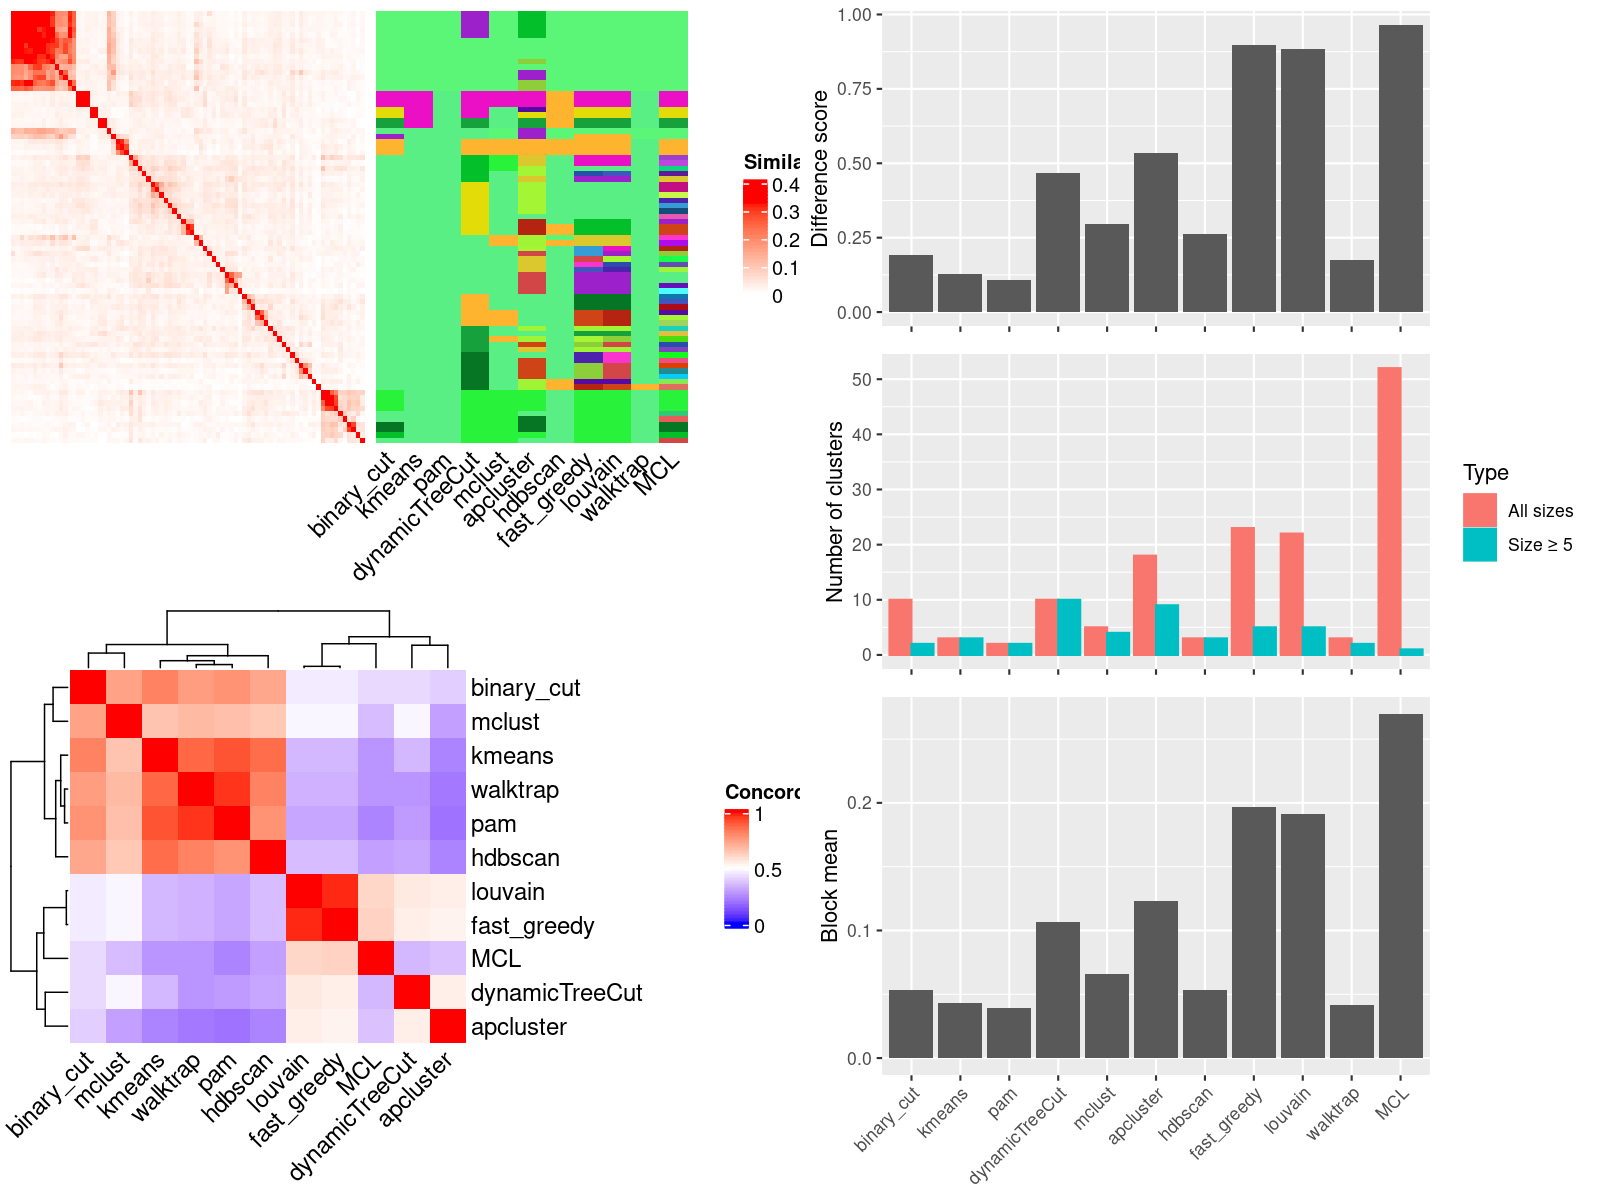 Simila
0.4
0.3
0.2
0.1
0
binary_cut
kmeans
pam
dynamicTreeCut
mclust
apcluster
hdbscan
fast_greedy
louvain
walktrap
MCL
binary_cut
mclust
kmeans
walktrap
pam
hdbscan
louvain
fast_greedy
MCL
dynamicTreeCut
apcluster
binary_cut
mclust
kmeans
walktrap
pam
hdbscan
louvain
fast_greedy
MCL
dynamicTreeCut
apcluster
Concord
1
0.5
0
Difference score
1.00
0.75
0.50
0.25
0.00
Number of clusters
50
40
30
20
10
0
Type
All sizes
Size ≥ 5
Block mean
0.2
0.1
0.0
binary_cut
kmeans
pam
dynamicTreeCut
mclust
apcluster
hdbscan
fast_greedy
louvain
walktrap
MCL